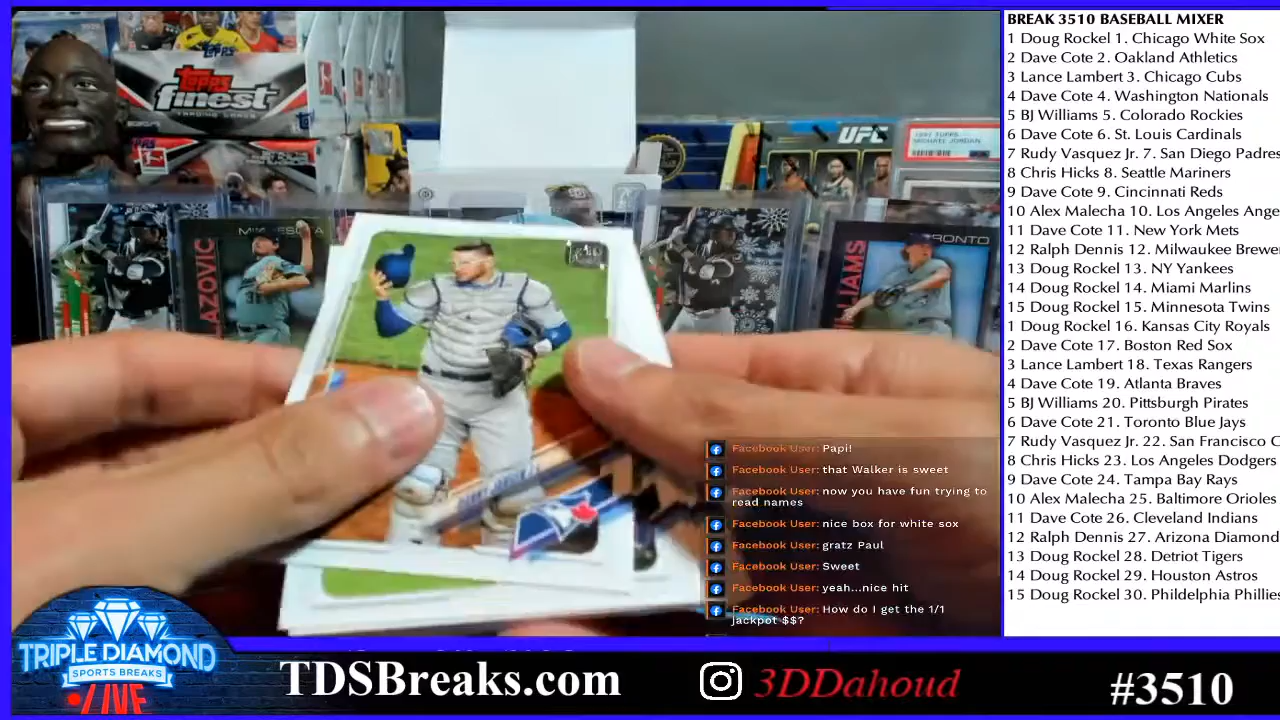 BREAK 3510 BASEBALL MIXER
1 Doug Rockel 1. Chicago White Sox
2 Dave Cote 2. Oakland Athletics
3 Lance Lambert 3. Chicago Cubs
4 Dave Cote 4. Washington Nationals
5 BJ Williams 5. Colorado Rockies
6 Dave Cote 6. St. Louis Cardinals
7 Rudy Vasquez Jr. 7. San Diego Padres
8 Chris Hicks 8. Seattle Mariners
9 Dave Cote 9. Cincinnati Reds
10 Alex Malecha 10. Los Angeles Ange
11 Dave Cote 11. New York Mets
12 Ralph Dennis 12. Milwaukee Brewe
13 Doug Rockel 13. NY Yankees
14 Doug Rockel 14. Miami Marlins
15 Doug Rockel 15. Minnesota Twins
1 Doug Rockel 16. Kansas City Royals
2 Dave Cote 17. Boston Red Sox
3 Lance Lambert 18. Texas Rangers
4 Dave Cote 19. Atlanta Braves
5 BJ Williams 20. Pittsburgh Pirates
6 Dave Cote 21. Toronto Blue Jays
7 Rudy Vasquez Jr. 22. San Francisco C
8 Chris Hicks 23. Los Angeles Dodgers
9 Dave Cote 24. Tampa Bay Rays
10 Alex Malecha 25. Baltimore Orioles
11 Dave Cote 26. Cleveland Indians
12 Ralph Dennis 27. Arizona Diamond
13 Doug Rockel 28. Detriot Tigers
14 Doug Rockel 29. Houston Astros
15 Doug Rockel 30. Phildelphia Phillies
Topps
Topps
finest
TRADING CARDS
UFC
MICHAEL JORDAN
LAZOVIC
RONTO
LLIAMS
Facebook User: Papi!
Facebook User: that Walker is sweet
Facebook User: now you have fun trying to
read names
Facebook User: nice box for white sox
Facebook User: gratz Paul
Facebook User: Sweet
Facebook User: yeah...nice hit
Facebook User: How do I get the 1/1
jackpot $$?
TRIPLE DIAMOND
SPORTS BREAKS
LIVE
TDSBreaks.com
3DDahoud
#3510